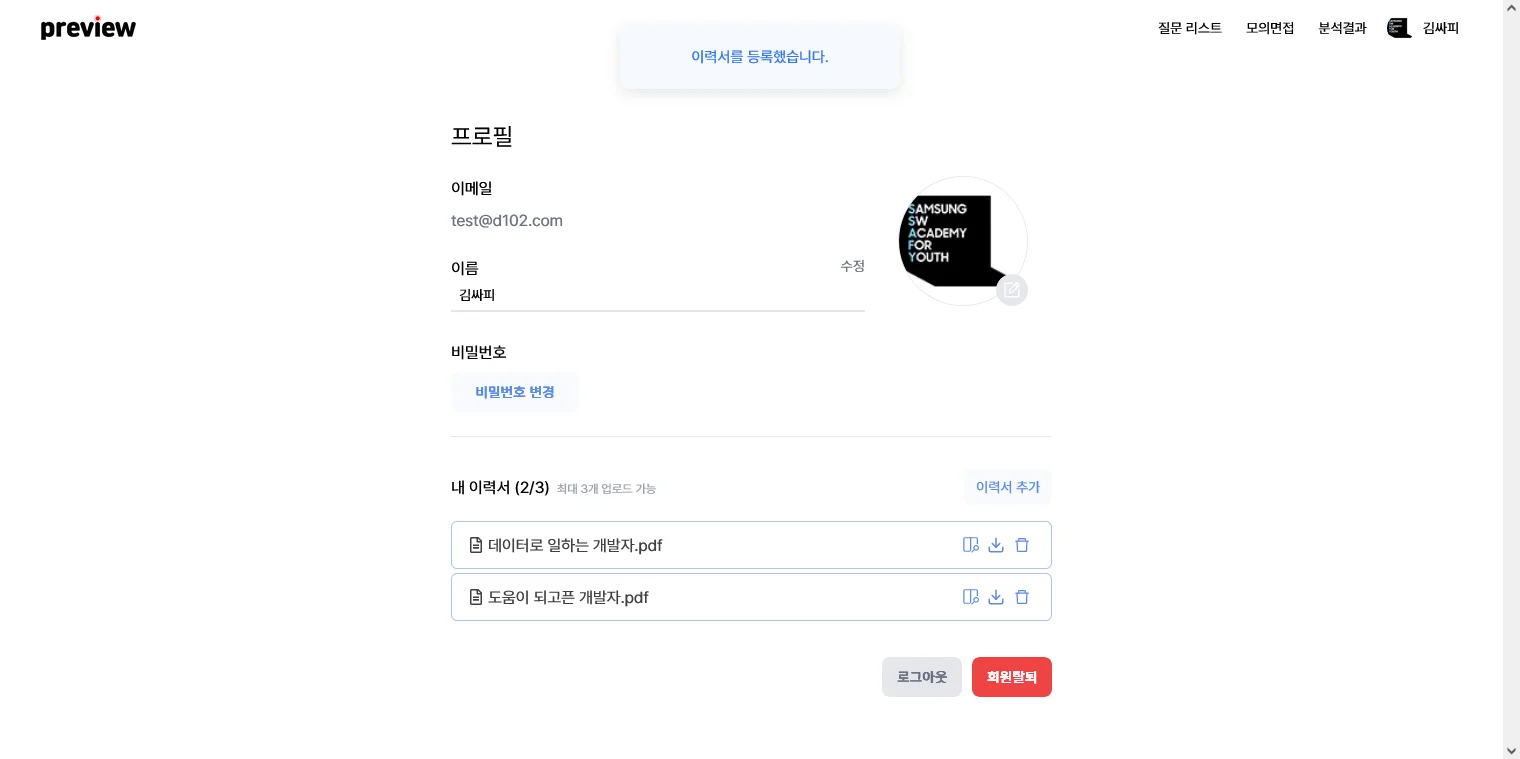 preview
질문 리스트 모의면접 분석결과 김싸피
이력서를 등록했습니다.
프로필
이메일
test@d102.com
SAMSUNG
SW
ACADEMY
FOR
YOUTH
이름 수정
김싸피
비밀번호
비밀번호 변경
내 이력서 (2/3) 최대 3개 업로드 가능 이력서 추가
데이터로 일하는 개발자.pdf
도움이 되고픈 개발자.pdf
로그아웃 회원탈퇴